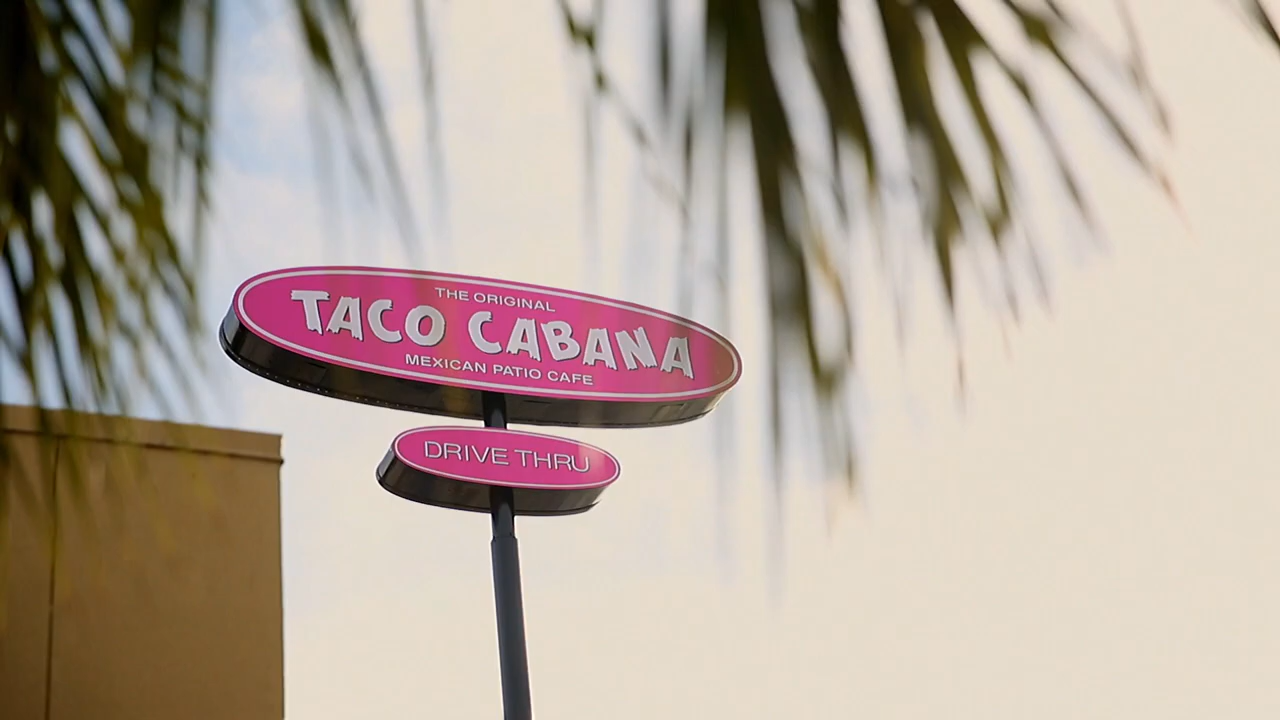 THE ORIGINAL
TACO CABANA
MEXICAN PATIO CAFE
DRIVE THRU